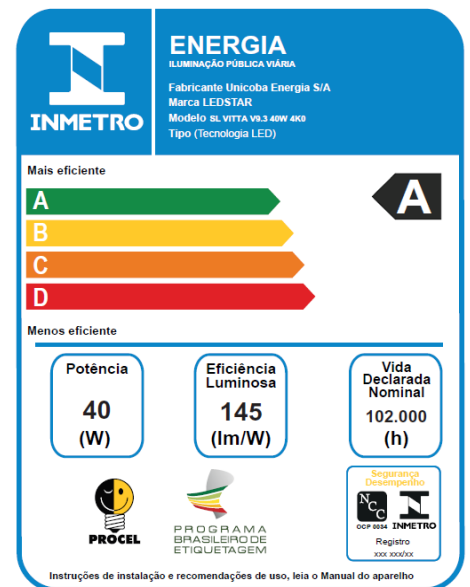 INMETRO
ENERGIA
ILUMINAÇÃO PÚBLICA VIÁRIA
Fabricante Unicoba Energia S/A
Marca LEDSTAR
Modelo SL VITTA V9.3 40W 4K0
Tipo (Tecnologia LED)
Mais eficiente
A
A
B
C
D
Menos eficiente
Potência
40
(W)
Eficiência
Luminosa
145
(lm/W)
Vida
Declarada
Nominal
102.000
(h)
PROCEL
PROGRAMA
BRASILEIRO DE
ETIQUETAGEM
Segurança
Desempenho
NCC
OCP 0034 INMETRO
Registro
xxx xxx/xx
Instruções de instalação e recomendações de uso, leia o Manual do aparelho